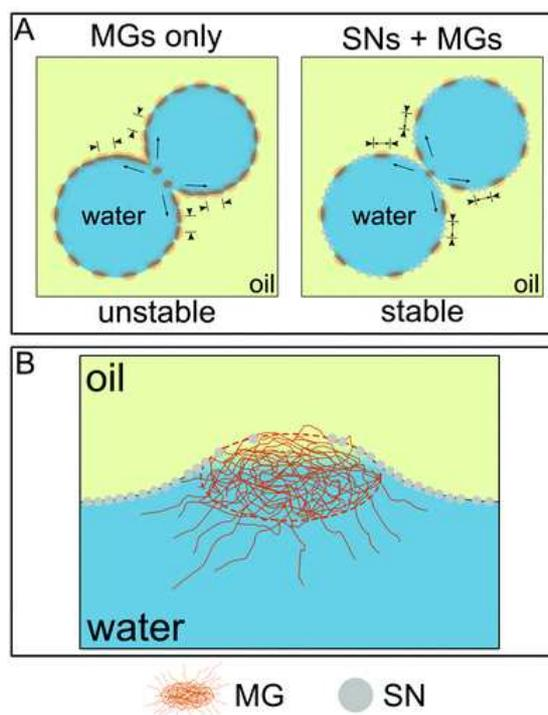 A
MGs only
SNs + MGs
water
oil
water
oil
unstable
stable
B
oil
water
MG
SN